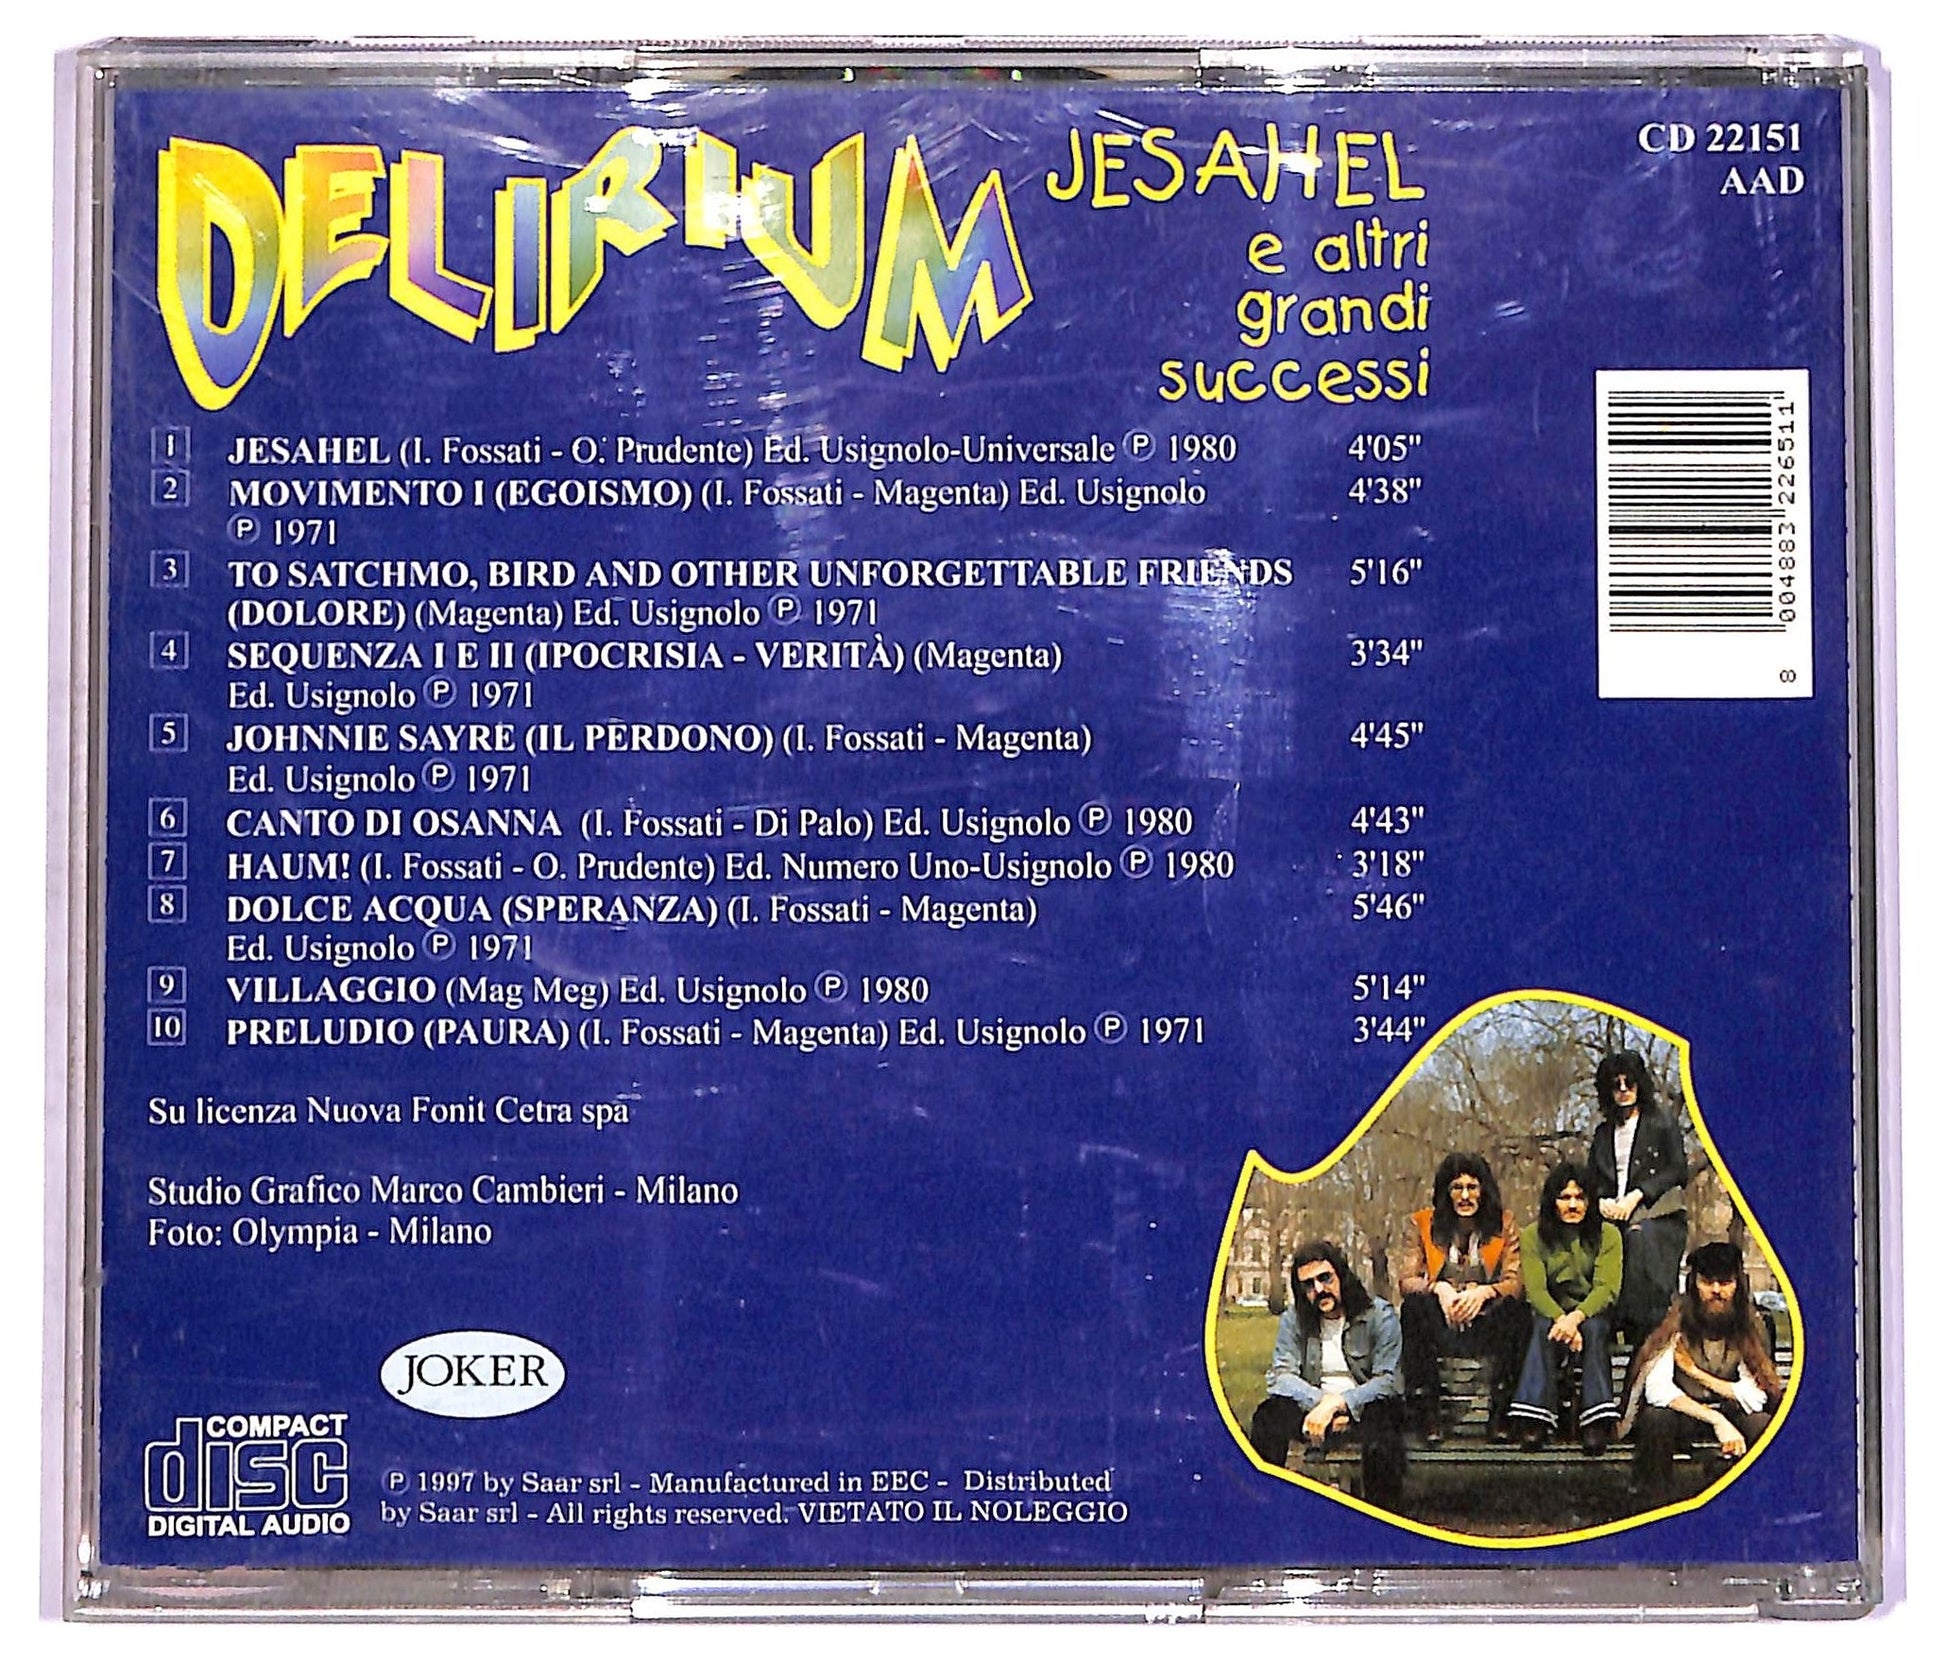 DELIRIUM
JESAHEL
e altri
grandi
successi
CD 22151
AAD
1 JESAHEL (I. Fossati - O. Prudente) Ed. Usignolo-Universale ℗ 1980 4'05"
2 MOVIMENTO I (EGOISMO) (I. Fossati - Magenta) Ed. Usignolo 4'38"
℗ 1971
3 TO SATCHMO, BIRD AND OTHER UNFORGETTABLE FRIENDS 5'16"
(DOLORE) (Magenta) Ed. Usignolo ℗ 1971
4 SEQUENZA I E II (IPOCRISIA - VERITÀ) (Magenta) 3'34"
Ed. Usignolo ℗ 1971
5 JOHNNIE SAYRE (IL PERDONO) (I. Fossati - Magenta) 4'45"
Ed. Usignolo ℗ 1971
6 CANTO DI OSANNA (I. Fossati - Di Palo) Ed. Usignolo ℗ 1980 4'43"
7 HAUM! (I. Fossati - O. Prudente) Ed. Numero Uno-Usignolo ℗ 1980 3'18"
8 DOLCE ACQUA (SPERANZA) (I. Fossati - Magenta) 5'46"
Ed. Usignolo ℗ 1971
9 VILLAGGIO (Mag Meg) Ed. Usignolo ℗ 1980 5'14"
10 PRELUDIO (PAURA) (I. Fossati - Magenta) Ed. Usignolo ℗ 1971 3'44"
8 004883 226511
Su licenza Nuova Fonit Cetra spa
Studio Grafico Marco Cambieri - Milano
Foto: Olympia - Milano
JOKER
COMPACT
disc
DIGITAL AUDIO
℗ 1997 by Saar srl - Manufactured in EEC - Distributed
by Saar srl - All rights reserved. VIETATO IL NOLEGGIO